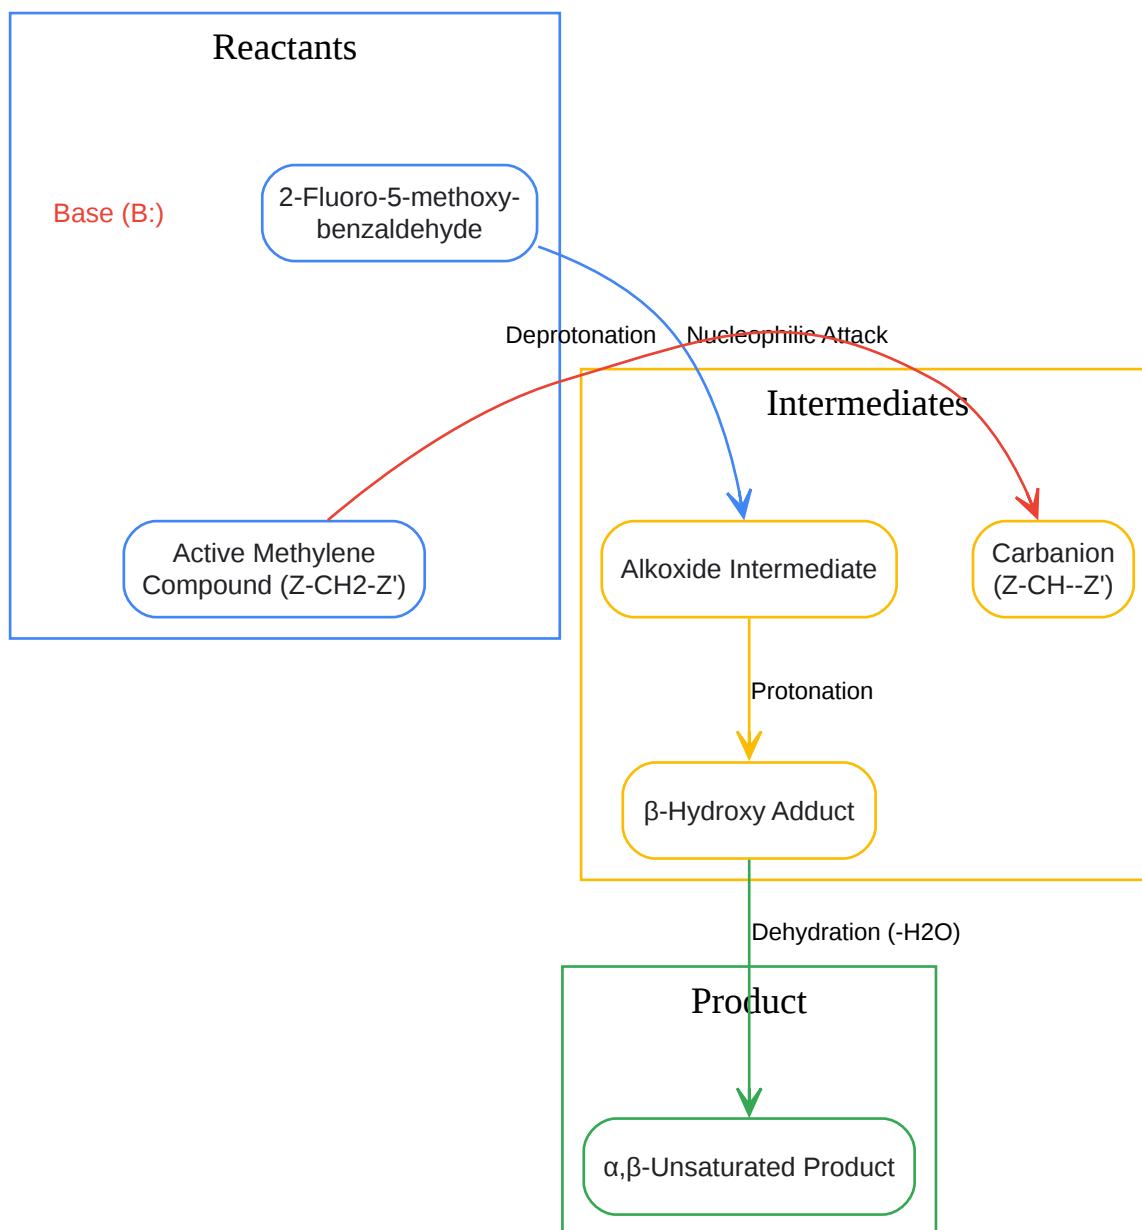 Reactants
Base (B:)
2-Fluoro-5-methoxy-
benzaldehyde
Deprotonation
Nucleophilic Attack
Intermediates
Active Methylene
Compound (Z-CH2-Z')
Alkoxide Intermediate
Carbanion
(Z-CH--Z')
Protonation
β-Hydroxy Adduct
Dehydration (-H2O)
Product
α,β-Unsaturated Product